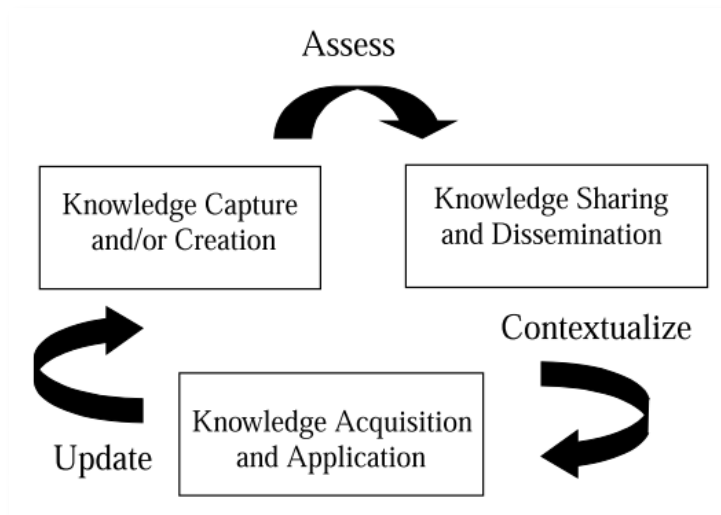 Assess
Knowledge Capture
and/or Creation
Knowledge Sharing
and Dissemination
Contextualize
Knowledge Acquisition
and Application
Update